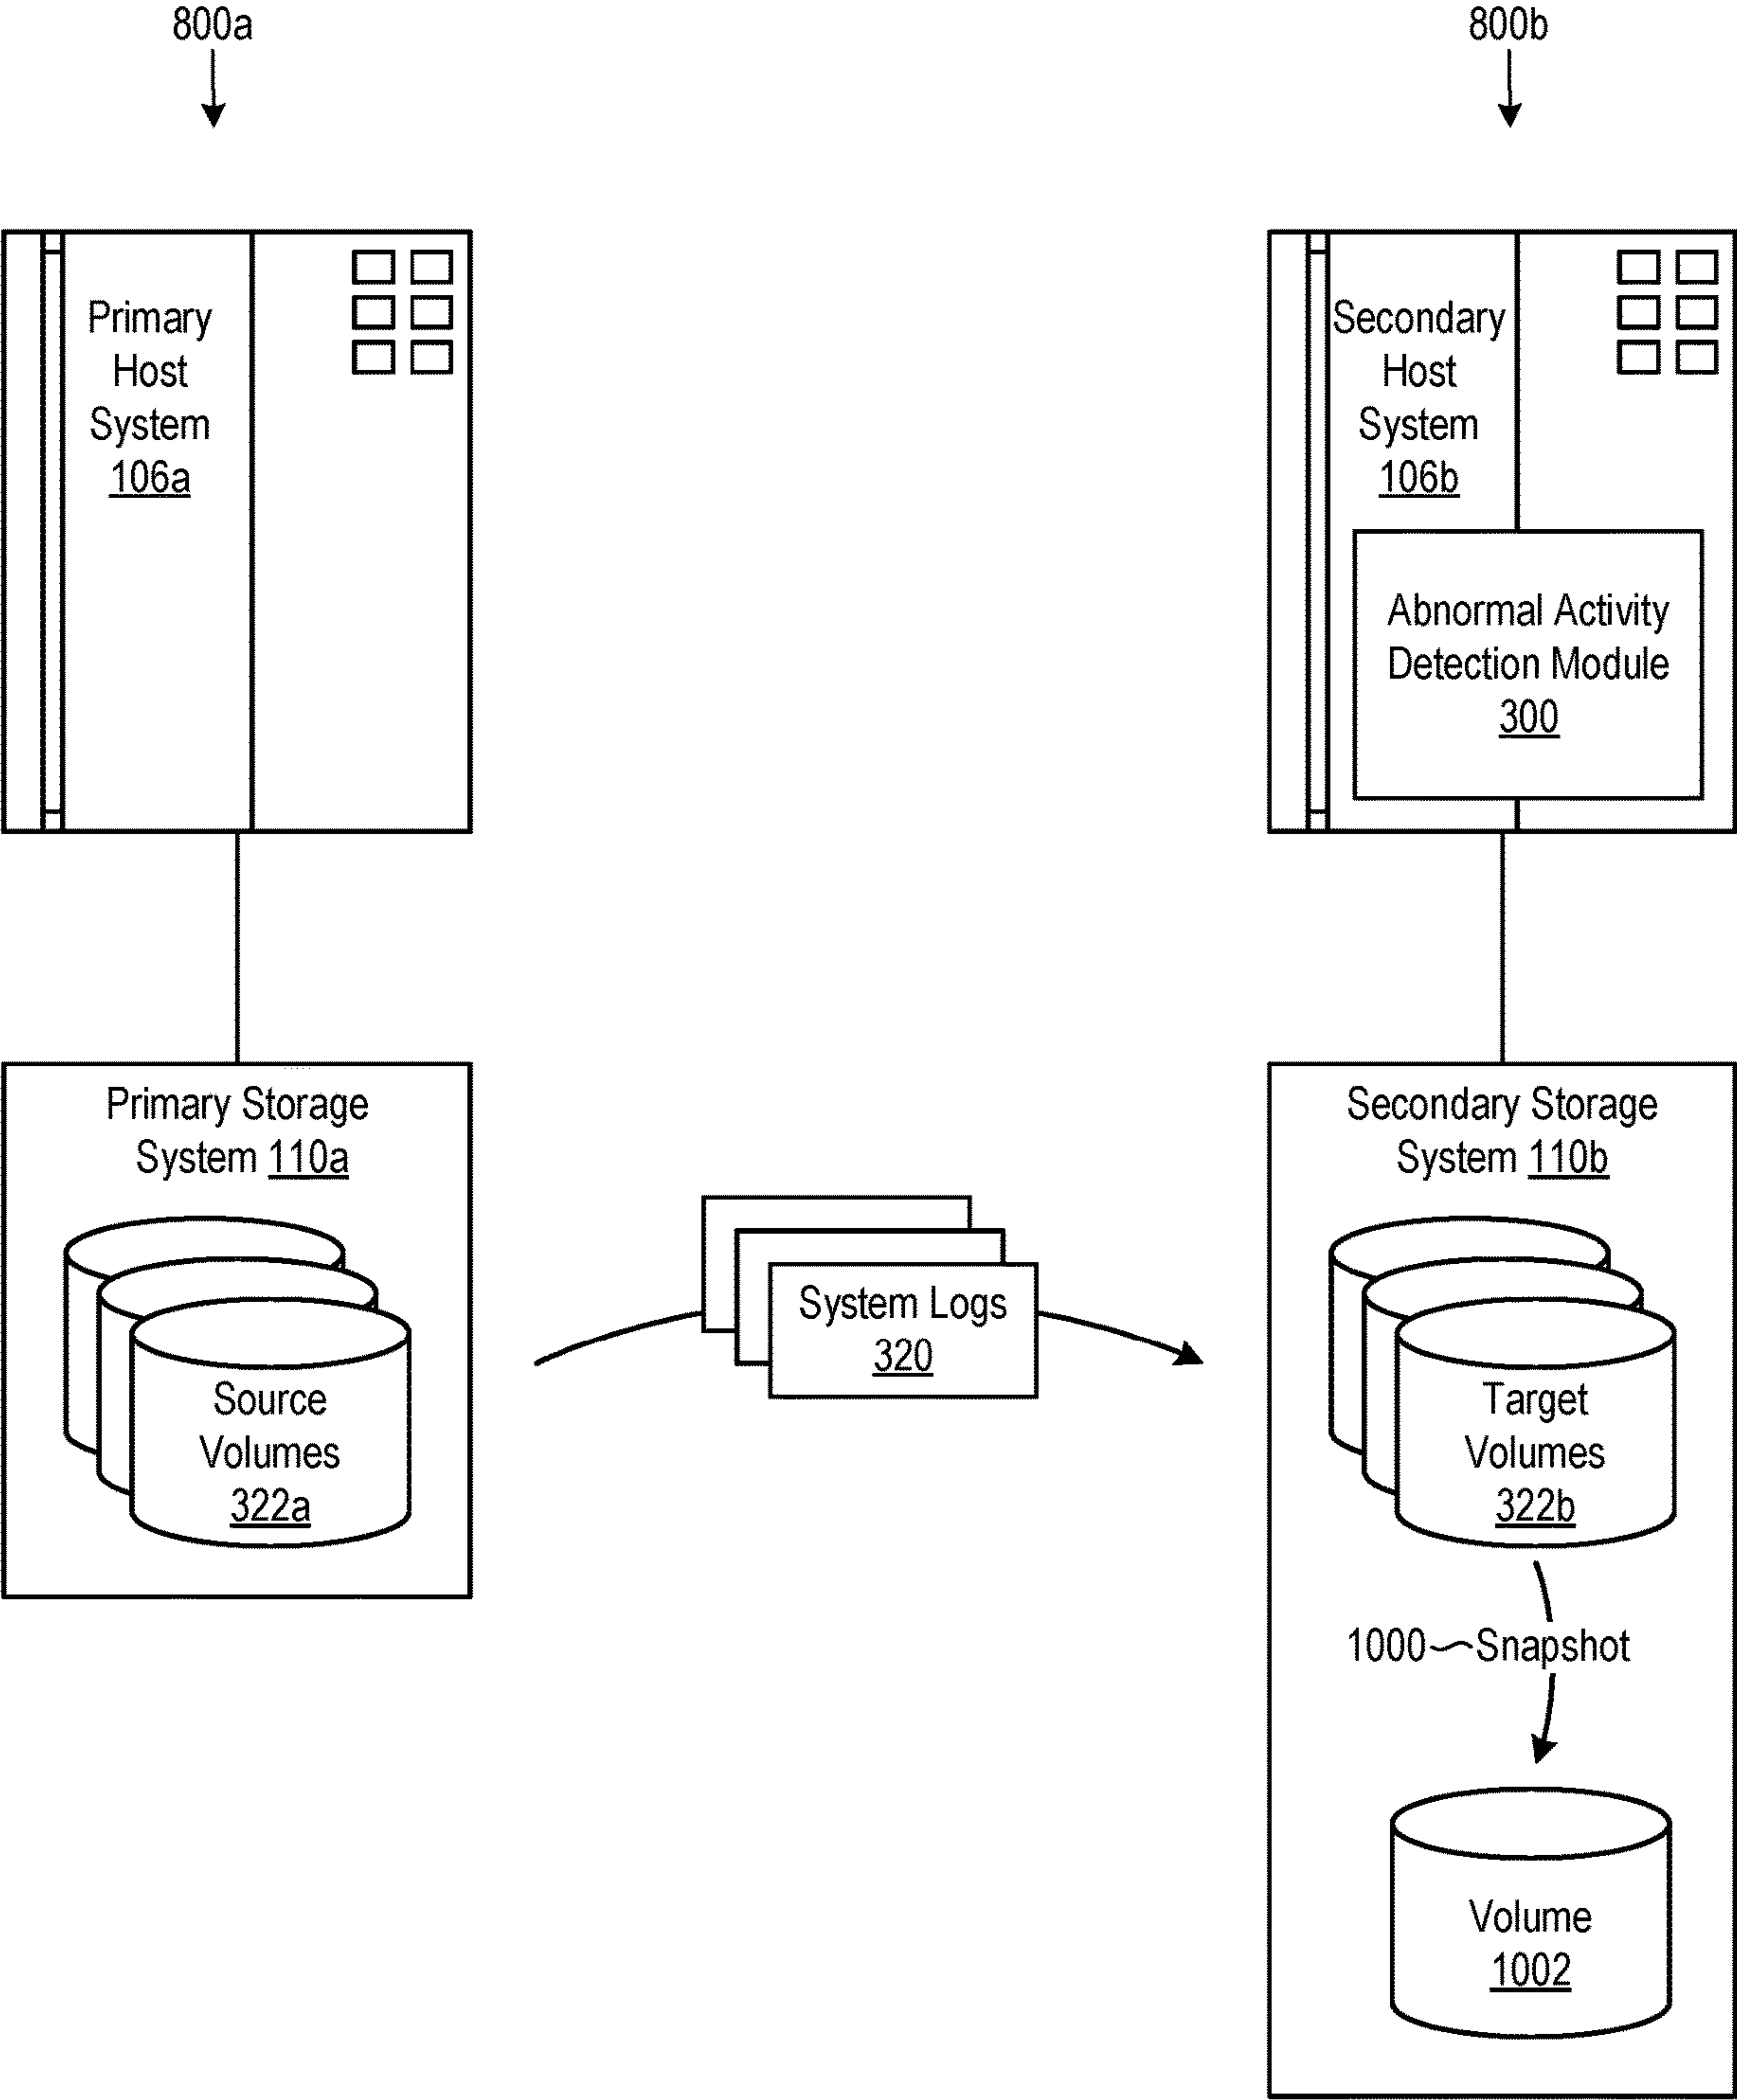 800a
800b
Primary
Host
System
106a
Secondary
Host
System
106b
Abnormal Activity
Detection Module
300
Primary Storage
System 110a
Secondary Storage
System 110b
System Logs
320
Source
Volumes
322a
Target
Volumes
322b
1000 Snapshot
Volume
1002